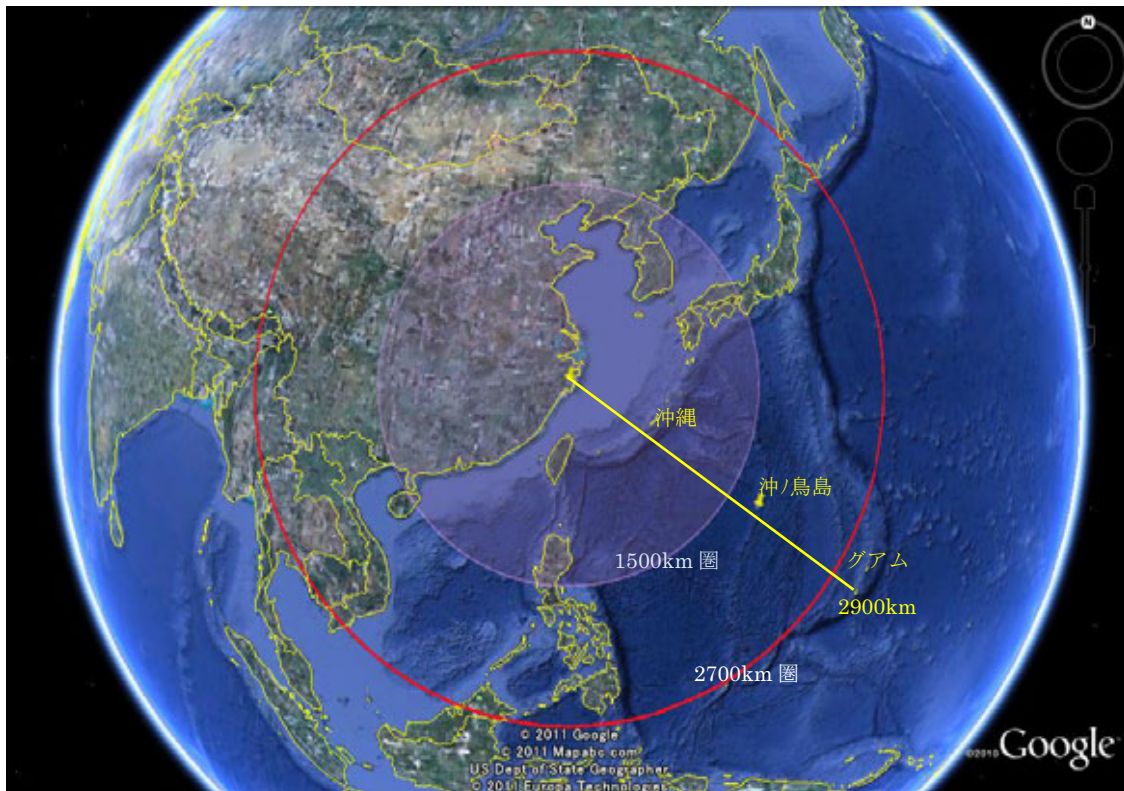 N
沖縄
沖ノ鳥島
1500km 圏
グアム
2900km
2700km 圏
© 2011 Google
© 2011 Mapabc.com
US Dept of State Geographer
© 2011 Europa Technologies
©2010 Google